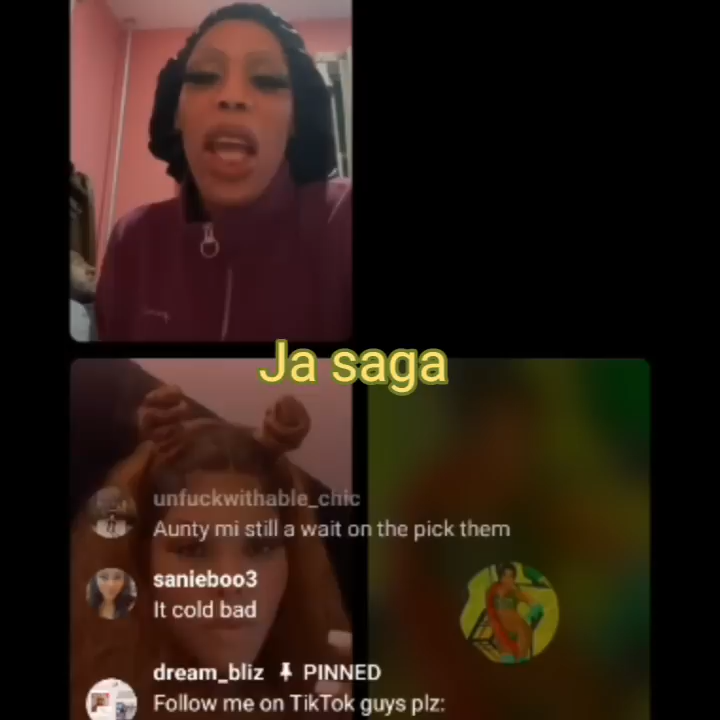 Ja saga
unfuckwithable_chic
Aunty mi still a wait on the pick them
sanieboo3
It cold bad
dream_bliz PINNED
Follow me on TikTok guys plz: